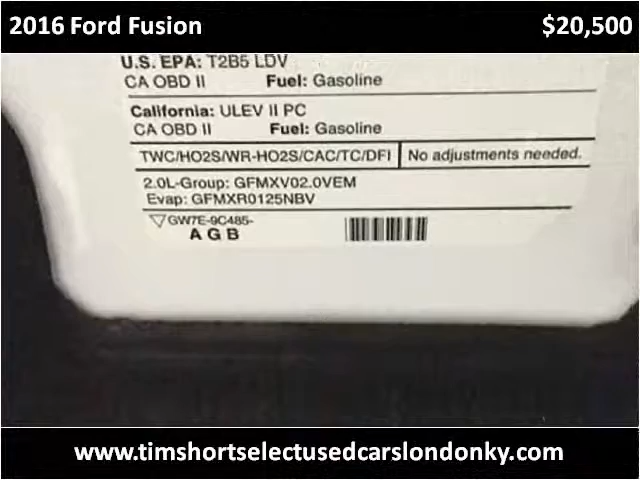 2016 Ford Fusion $20,500
U.S. EPA: T2B5 LDV
CA OBD II Fuel: Gasoline
California: ULEV II PC
CA OBD II Fuel: Gasoline
TWC/HO2S/WR-HO2S/CAC/TC/DFI No adjustments needed.
2.0L-Group: GFMXV02.0VEM
Evap: GFMXR0125NBV
GW7E-9C485-
A G B
www.timshortselectusedcarslondonky.com